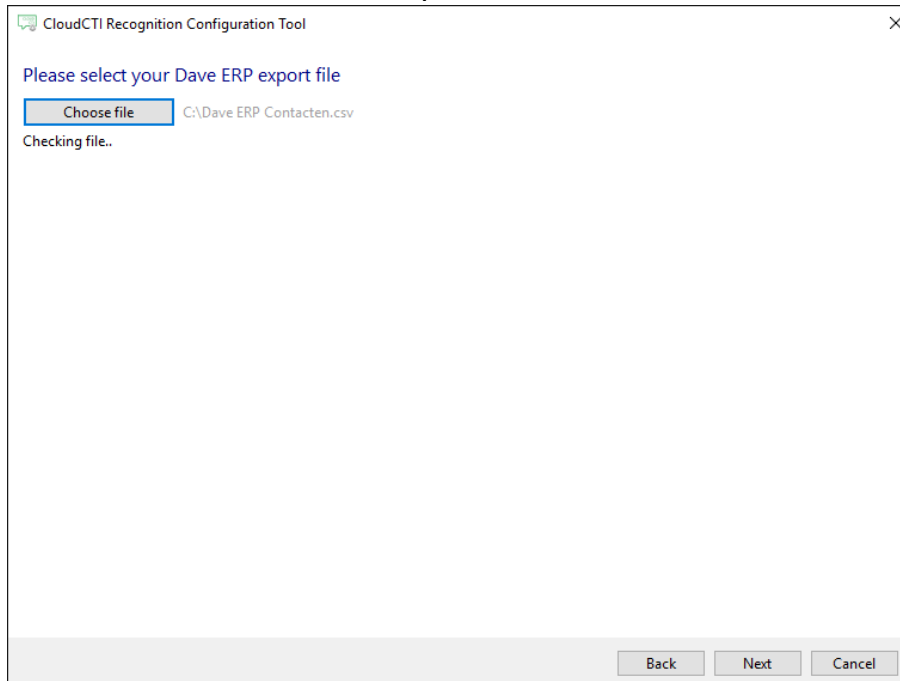 CloudCTI Recognition Configuration Tool
Please select your Dave ERP export file
Choose file C:\Dave ERP Contacten.csv
Checking file..
Back Next Cancel